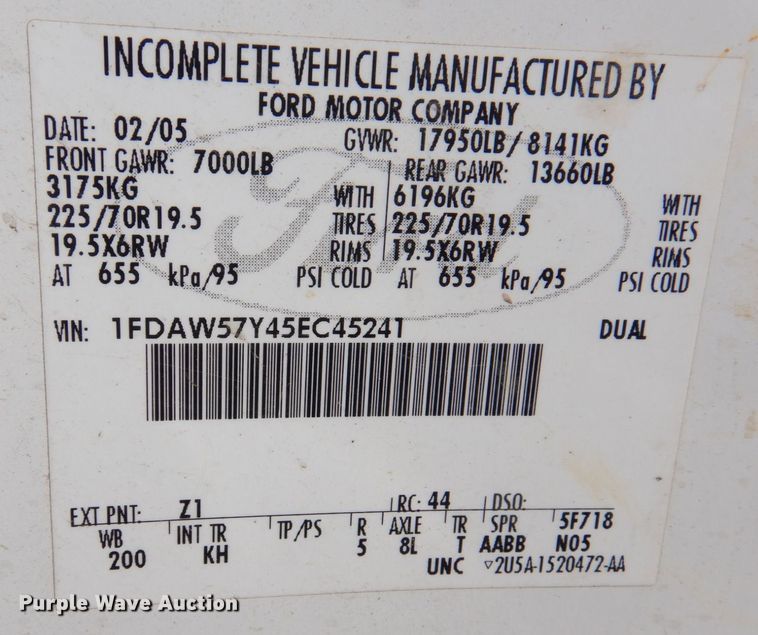 INCOMPLETE VEHICLE MANUFACTURED BY
FORD MOTOR COMPANY
DATE: 02/05 GVWR: 17950LB/ 8141KG
FRONT GAWR: 7000LB REAR GAWR: 13660LB
3175KG WITH 6196KG WITH
225/70R19.5 TIRES 225/70R19.5 TIRES
19.5X6RW RIMS 19.5X6RW RIMS
AT 655 kPa/95 PSI COLD AT 655 kPa/95 PSI COLD
VIN: 1FDAW57Y45EC45241 DUAL
EXT PNT: Z1 RC: 44 DSO:
WB INT TR TP/PS R AXLE TR SPR 5F718
200 KH 5 8L T AABB N05
UNC ▽2U5A-1520472-AA
Ford
Purple Wave Auction